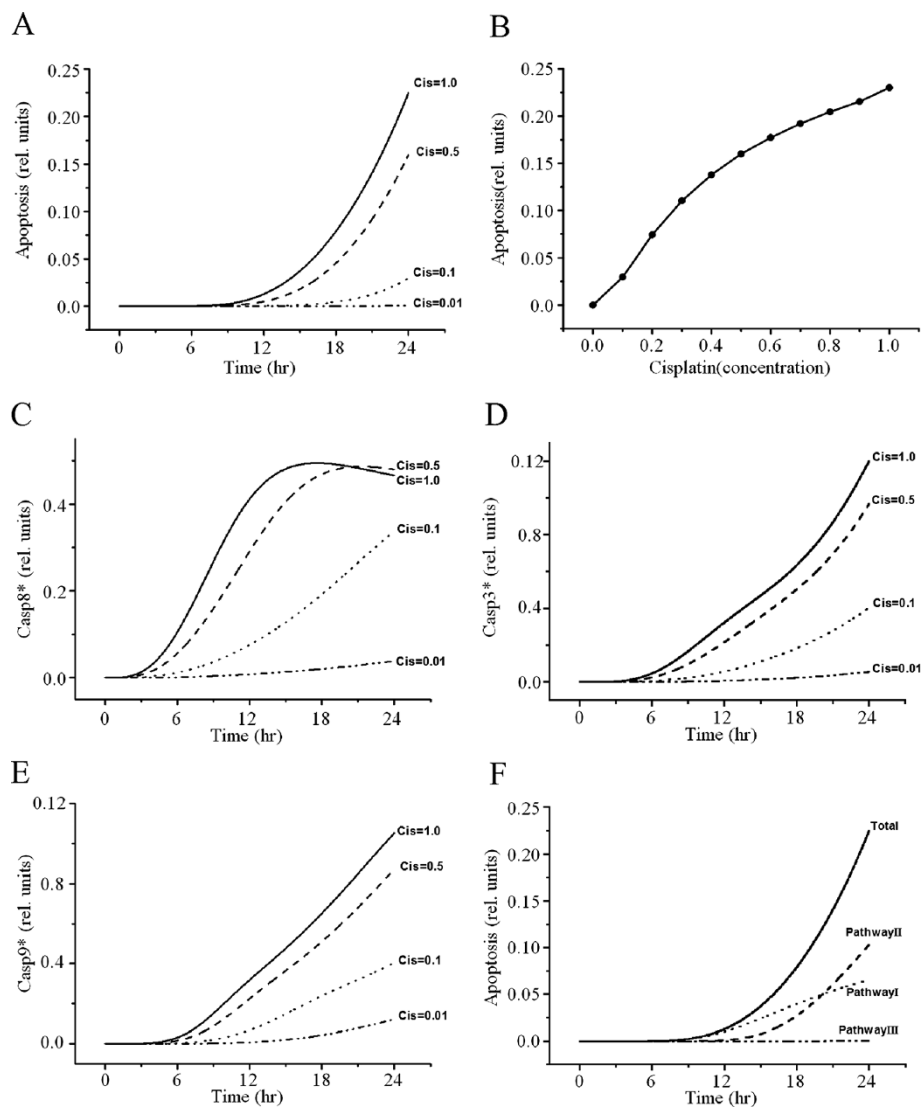 A
Apoptosis (rel. units)
0.25
0.20
0.15
0.10
0.05
0.0
Cis=1.0
Cis=0.5
Cis=0.1
Cis=0.01
0 6 12 18 24
Time (hr)
B
Apoptosis(rel. units)
0.25
0.20
0.15
0.10
0.05
0.0
0.0 0.2 0.4 0.6 0.8 1.0
Cisplatin(concentration)
C
Casp8* (rel. units)
0.4
0.2
0.0
Cis=0.5
Cis=1.0
Cis=0.1
Cis=0.01
0 6 12 18 24
Time (hr)
D
Casp3* (rel. units)
0.12
0.8
0.4
0.0
Cis=1.0
Cis=0.5
Cis=0.1
Cis=0.01
0 6 12 18 24
Time (hr)
E
Casp9* (rel. units)
0.12
0.8
0.4
0.0
Cis=1.0
Cis=0.5
Cis=0.1
Cis=0.01
0 6 12 18 24
Time (hr)
F
Apoptosis (rel. units)
0.25
0.20
0.15
0.10
0.05
0.0
Total
PathwayII
PathwayI
PathwayIII
0 6 12 18 24
Time (hr)